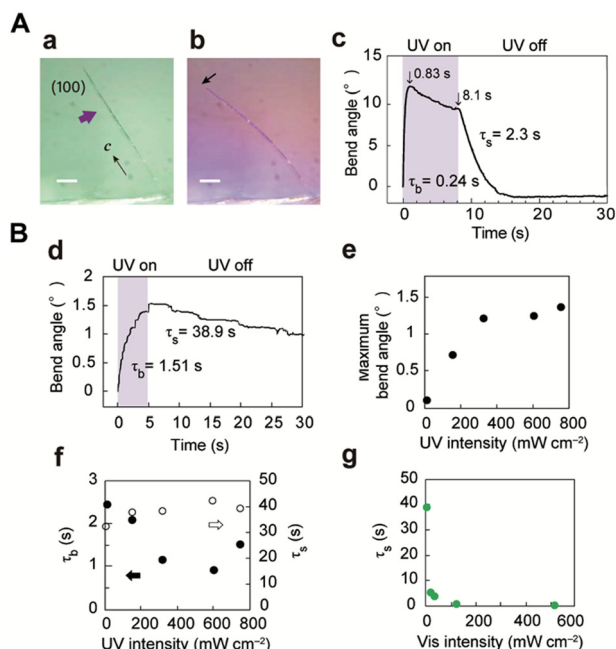 A
a
b
(100)
c
c
UV on
UV off
15
10
5
0
Bend angle (°)
0.83 s
8.1 s
τs = 2.3 s
τb = 0.24 s
0
10
20
30
Time (s)
B
d
UV on
UV off
2
1.5
1
0.5
0
Bend angle (°)
τs = 38.9 s
τb = 1.51 s
0
5
10
15
20
25
30
Time (s)
e
Maximum
bend angle (°)
1.5
1
0.5
0
0
200
400
600
800
UV intensity (mW cm⁻²)
f
3
2
1
0
τb (s)
50
40
30
20
10
0
τs (s)
0
200
400
600
800
UV intensity (mW cm⁻²)
g
50
40
30
20
10
0
τs (s)
0
200
400
600
Vis intensity (mW cm⁻²)